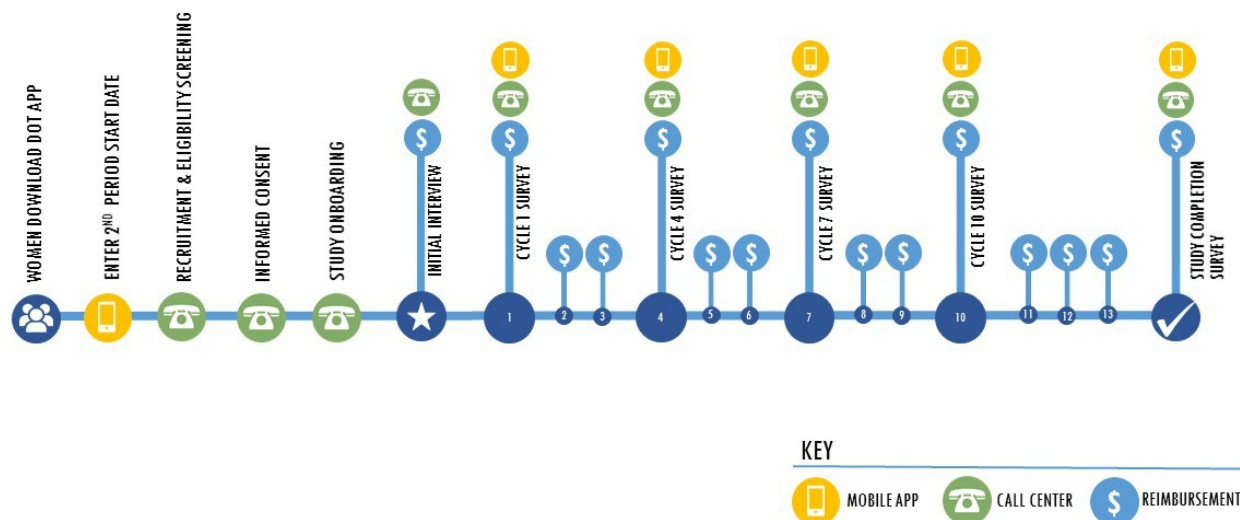 WOMEN DOWNLOAD DOT APP
ENTER 2ND PERIOD START DATE
RECRUITMENT & ELIGIBILITY SCREENING
INFORMED CONSENT
STUDY ONBOARDING
$
INITIAL INTERVIEW
$
CYCLE 1 SURVEY
1
$
2
$
3
$
CYCLE 4 SURVEY
4
$
5
$
6
$
CYCLE 7 SURVEY
7
$
8
$
9
$
CYCLE 10 SURVEY
10
$
11
$
12
$
13
$
STUDY COMPLETION
SURVEY
KEY
MOBILE APP
CALL CENTER
$ REIMBURSEMENT